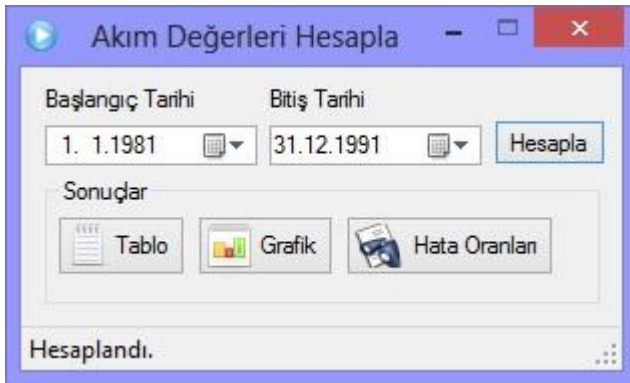 Akım Değerleri Hesapla
Başlangıç Tarihi Bitiş Tarihi
1. 1.1981 31.12.1991 Hesapla
Sonuçlar
Tablo Grafik Hata Oranları
Hesaplandı.